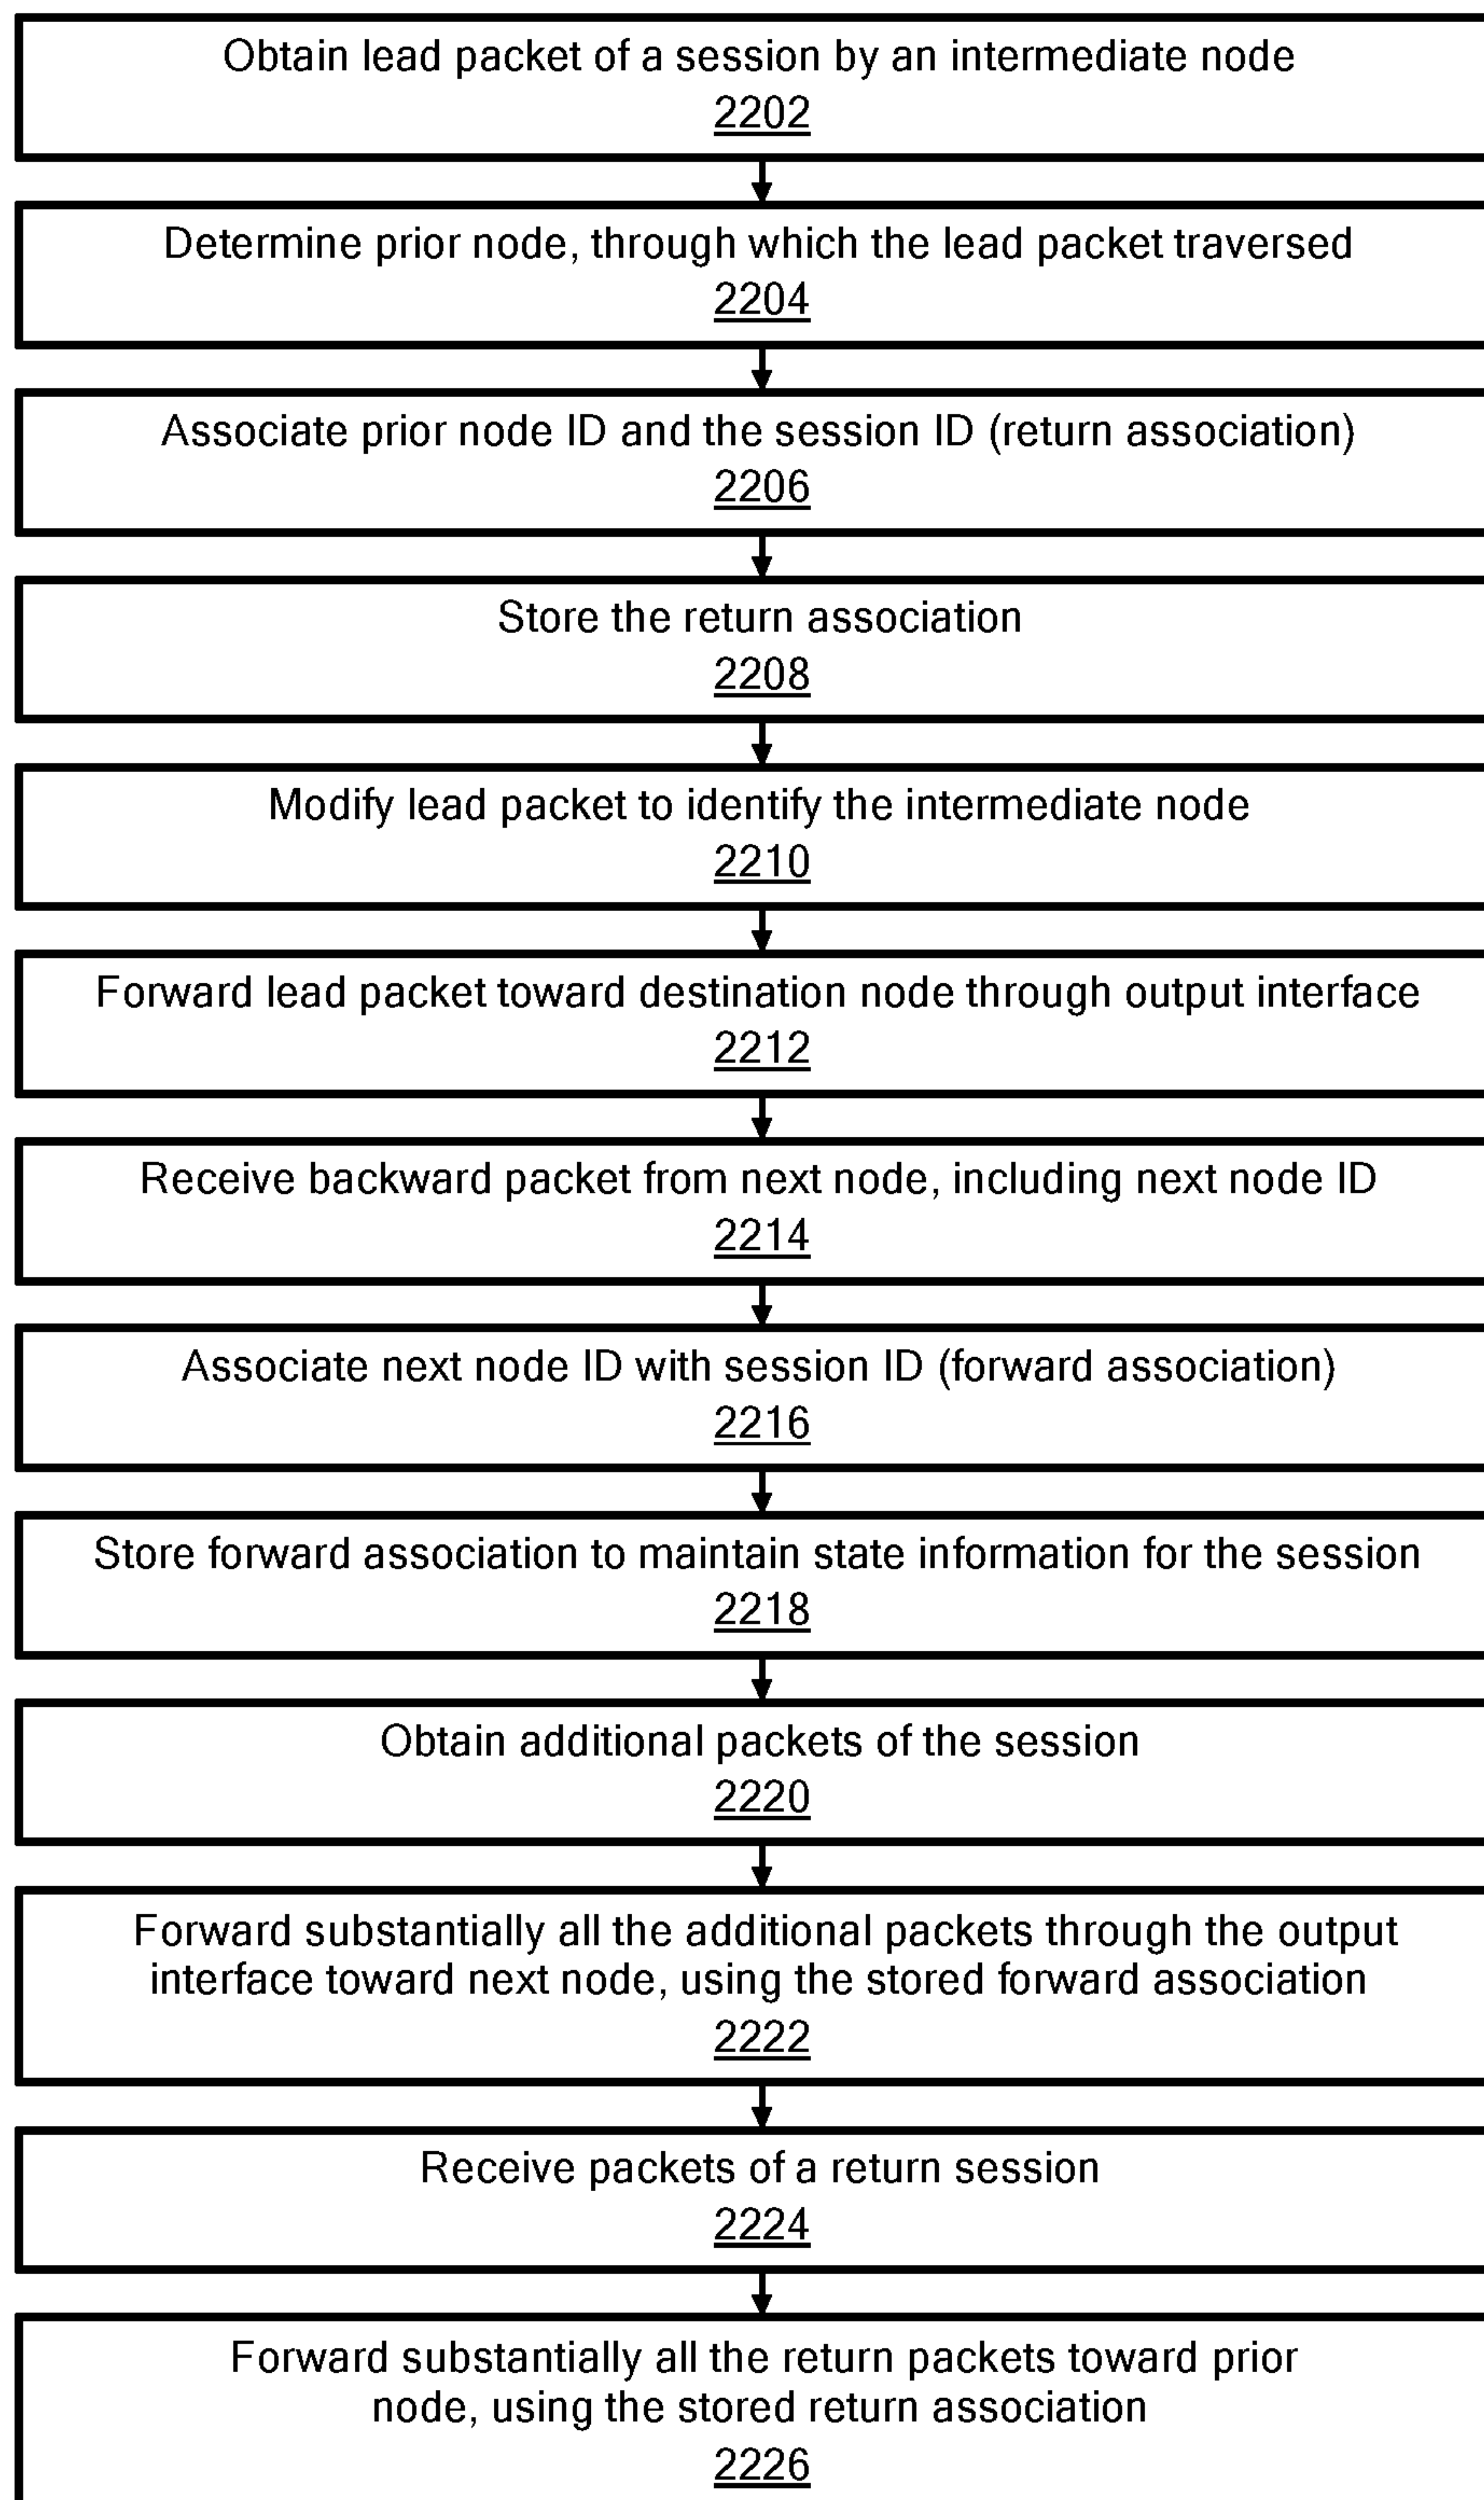 Obtain lead packet of a session by an intermediate node
2202
Determine prior node, through which the lead packet traversed
2204
Associate prior node ID and the session ID (return association)
2206
Store the return association
2208
Modify lead packet to identify the intermediate node
2210
Forward lead packet toward destination node through output interface
2212
Receive backward packet from next node, including next node ID
2214
Associate next node ID with session ID (forward association)
2216
Store forward association to maintain state information for the session
2218
Obtain additional packets of the session
2220
Forward substantially all the additional packets through the output
interface toward next node, using the stored forward association
2222
Receive packets of a return session
2224
Forward substantially all the return packets toward prior
node, using the stored return association
2226